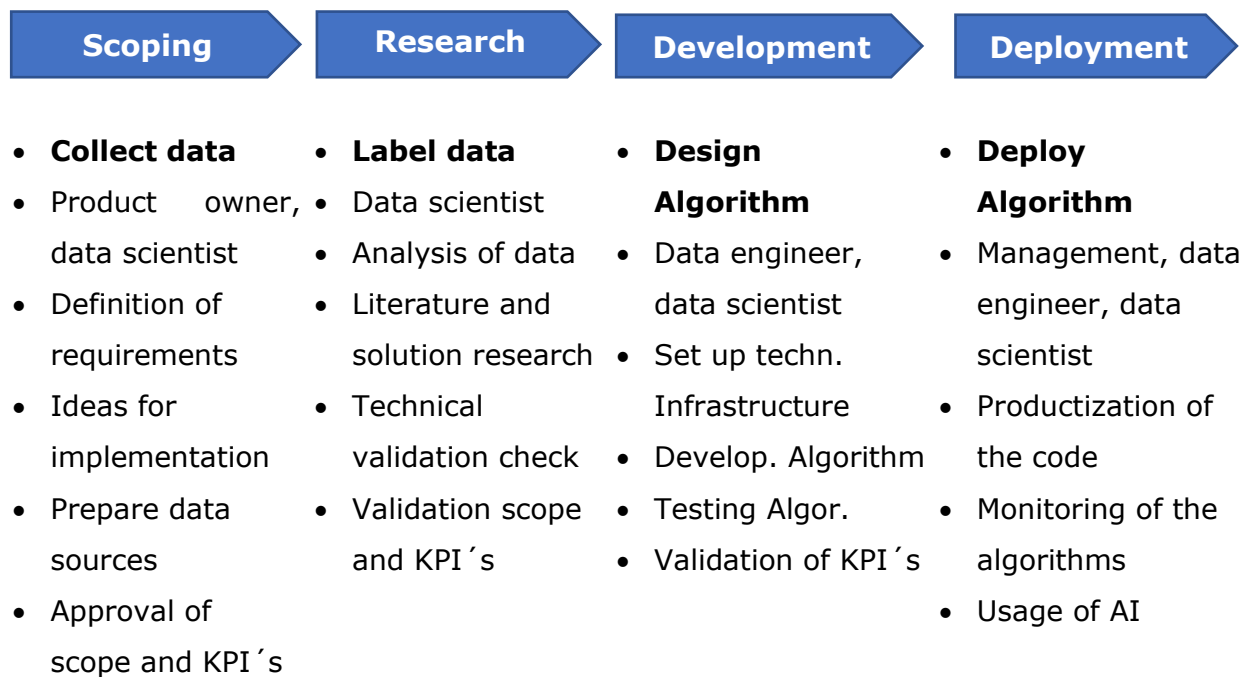 Scoping
Research
Development
Deployment
• Collect data
• Product owner,
data scientist
• Definition of
requirements
• Ideas for
implementation
• Prepare data
sources
• Approval of
scope and KPI´s
• Label data
• Data scientist
• Analysis of data
• Literature and
solution research
• Technical
validation check
• Validation scope
and KPI´s
• Design
Algorithm
• Data engineer,
data scientist
• Set up techn.
Infrastructure
• Develop. Algorithm
• Testing Algor.
• Validation of KPI´s
• Deploy
Algorithm
• Management, data
engineer, data
scientist
• Productization of
the code
• Monitoring of the
algorithms
• Usage of AI